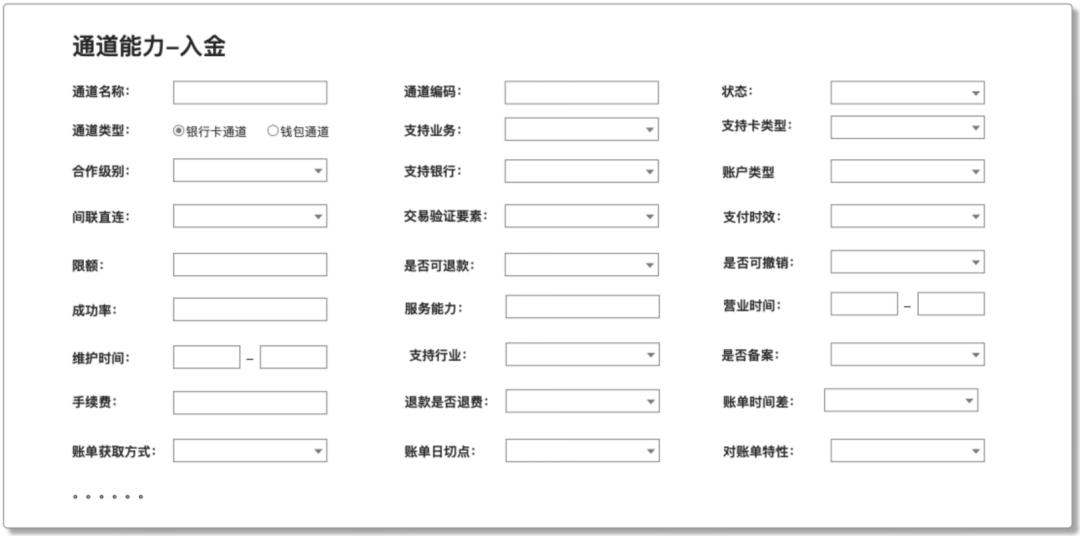 通道能力–入金
通道名称： 通道编码： 状态：
通道类型： 银行卡通道 钱包通道 支持业务： 支持卡类型：
合作级别： 支持银行： 账户类型
间联直连： 交易验证要素： 支付时效：
限额： 是否可退款： 是否可撤销：
成功率： 服务能力： 营业时间： –
维护时间： – 支持行业： 是否备案：
手续费： 退款是否退费： 账单时间差：
账单获取方式： 账单日切点： 对账单特性：
。。。。。。